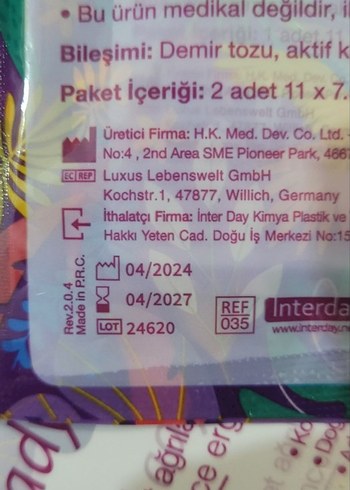 • Bu ürün medikal değildir,
Bileşimi: Demir tozu, aktif
Paket İçeriği: 2 adet 11 x 7.
Üretici Firma: H.K. Med. Dev. Co. Ltd.
No:4 , 2nd Area SME Pioneer Park,
EC REP Luxus Lebenswelt GmbH
Kochstr.1, 47877, Willich, Germany
İthalatçı Firma: İnter Day Kimya Plastik ve
Hakkı Yeten Cad. Doğu İş Merkezi No:15
04/2024
04/2027
LOT 24620
Rev.2.0.4
Made in P.R.C.
REF
035
Interda
www.interday